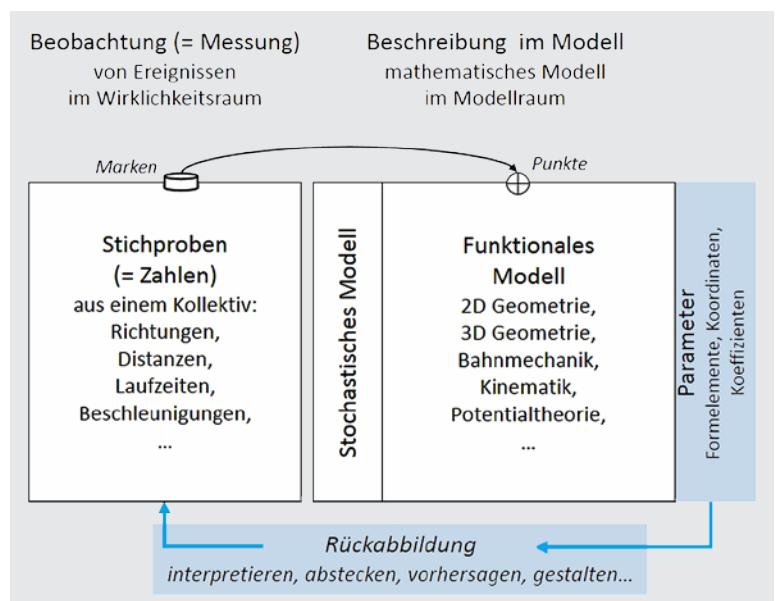 Beobachtung (= Messung)
von Ereignissen
im Wirklichkeitsraum
Beschreibung im Modell
mathematisches Modell
im Modellraum
Marken
Punkte
Stichproben
(= Zahlen)
aus einem Kollektiv:
Richtungen,
Distanzen,
Laufzeiten,
Beschleunigungen,
...
Stochastisches Modell
Funktionales
Modell
2D Geometrie,
3D Geometrie,
Bahnmechanik,
Kinematik,
Potentialtheorie,
...
Parameter
Formelemente, Koordinaten,
Koeffizienten
Rückabbildung
interpretieren, abstecken, vorhersagen, gestalten...